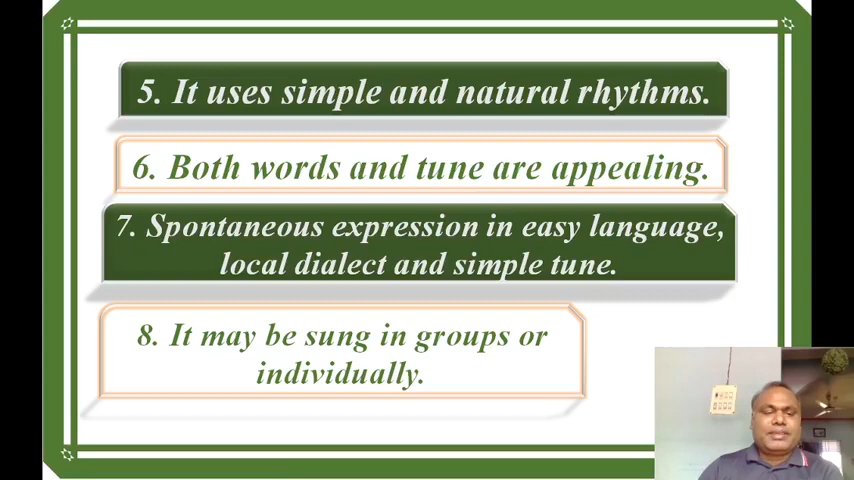 5. It uses simple and natural rhythms.
6. Both words and tune are appealing.
7. Spontaneous expression in easy language,
local dialect and simple tune.
8. It may be sung in groups or
individually.